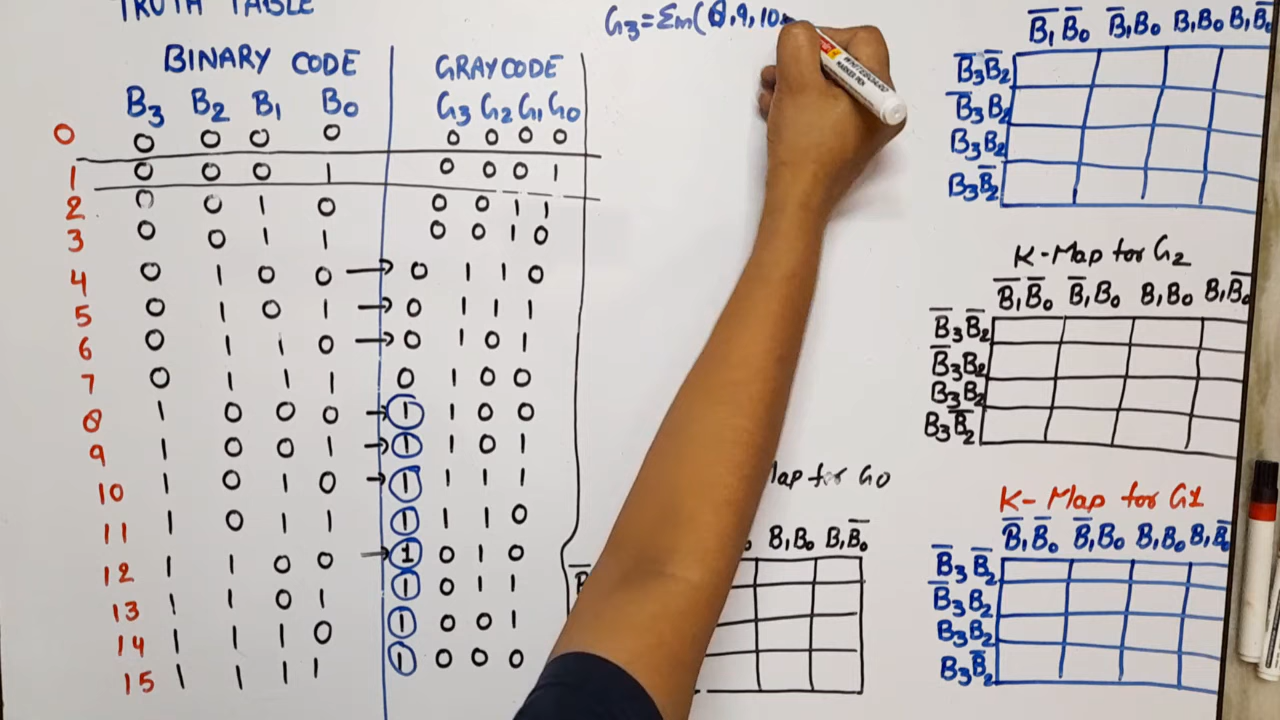 TRUTH TABLE
BINARY CODE GRAY CODE
B₃ B₂ B₁ B₀ G₃ G₂ G₁ G₀
0 0 0 0 0 0 0 0 0
1 0 0 0 1 0 0 0 1
2 0 0 1 0 0 0 1 1
3 0 0 1 1 0 0 1 0
4 0 1 0 0 → 0 1 1 0
5 0 1 0 1 → 0 1 1 1
6 0 1 1 0 → 0 1 0 1
7 0 1 1 1 0 1 0 0
8 1 0 0 0 → 1 1 0 0
9 1 0 0 1 → 1 1 0 1
10 1 0 1 0 → 1 1 1 1
11 1 0 1 1 1 1 1 0
12 1 1 0 0 → 1 0 1 0
13 1 1 0 1 1 0 1 1
14 1 1 1 0 1 0 0 1
15 1 1 1 1 1 0 0 0
G₃=Σm(8,9,10
B̅₁B̅₀ B̅₁B₀ B₁B₀ B₁B̅₀
B̅₃B̅₂
B̅₃B₂
B₃B₂
B₃B̅₂
K-Map for G₂
B̅₁B̅₀ B̅₁B₀ B₁B₀ B₁B̅₀
B̅₃B̅₂
B̅₃B₂
B₃B₂
B₃B̅₂
Map for G0
B₁B₀ B₁B̅₀
K-Map for G1
B̅₁B̅₀ B̅₁B₀ B₁B₀ B₁B̅₀
B̅₃B̅₂
B̅₃B₂
B₃B₂
B₃B̅₂
WHITEBOARD
MARKER PEN